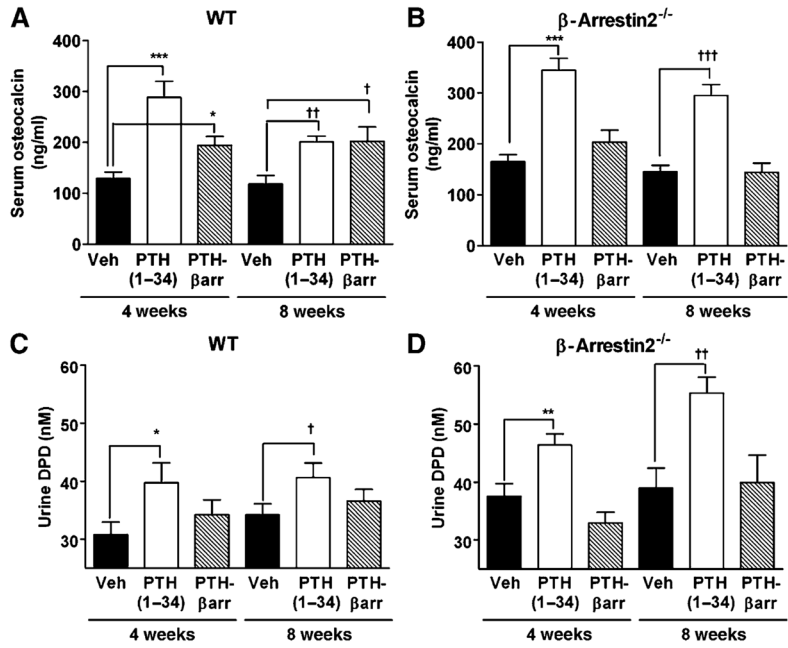 A
WT
Serum osteocalcin
(ng/ml)
400
300
200
100
0
***
*
††
†
Veh PTH (1–34) PTH-βarr Veh PTH (1–34) PTH-βarr
4 weeks 8 weeks
B
β-Arrestin2-/-
Serum osteocalcin
(ng/ml)
400
300
200
100
0
***
†††
Veh PTH (1–34) PTH-βarr Veh PTH (1–34) PTH-βarr
4 weeks 8 weeks
C
WT
Urine DPD (nM)
60
50
40
30
*
†
Veh PTH (1–34) PTH-βarr Veh PTH (1–34) PTH-βarr
4 weeks 8 weeks
D
β-Arrestin2-/-
Urine DPD (nM)
60
50
40
30
**
††
Veh PTH (1–34) PTH-βarr Veh PTH (1–34) PTH-βarr
4 weeks 8 weeks